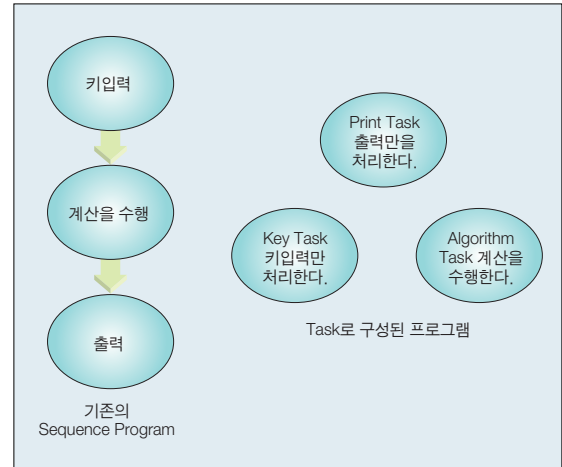 키입력
계산을 수행
출력
기존의
Sequence Program
Print Task
출력만을
처리한다.
Key Task
키입력만
처리한다.
Algorithm
Task 계산을
수행한다.
Task로 구성된 프로그램